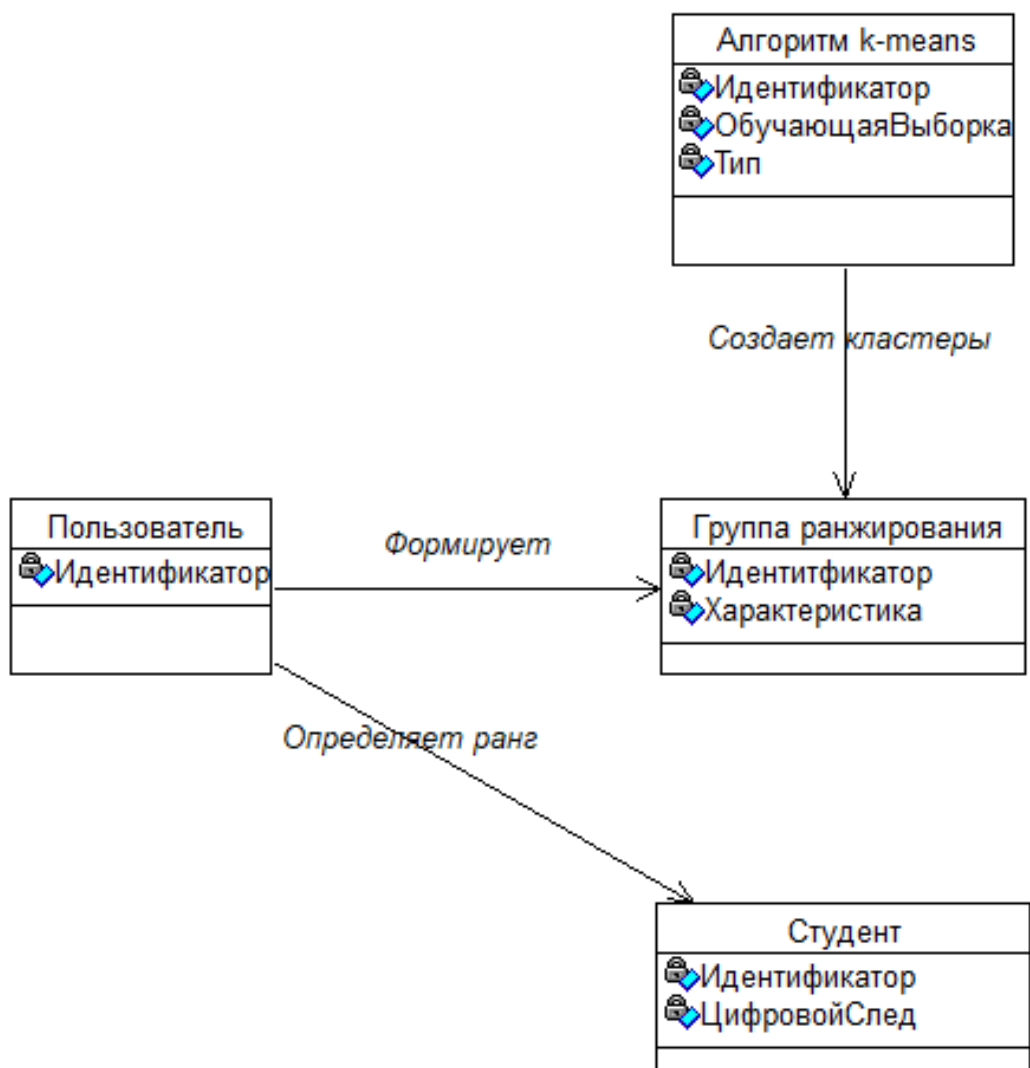 Алгоритм k-means
Идентификатор
ОбучающаяВыборка
Тип
Создает кластеры
Пользователь
Идентификатор
Формирует
Группа ранжирования
Идентитфикатор
Характеристика
Определяет ранг
Студент
Идентификатор
ЦифровойСлед